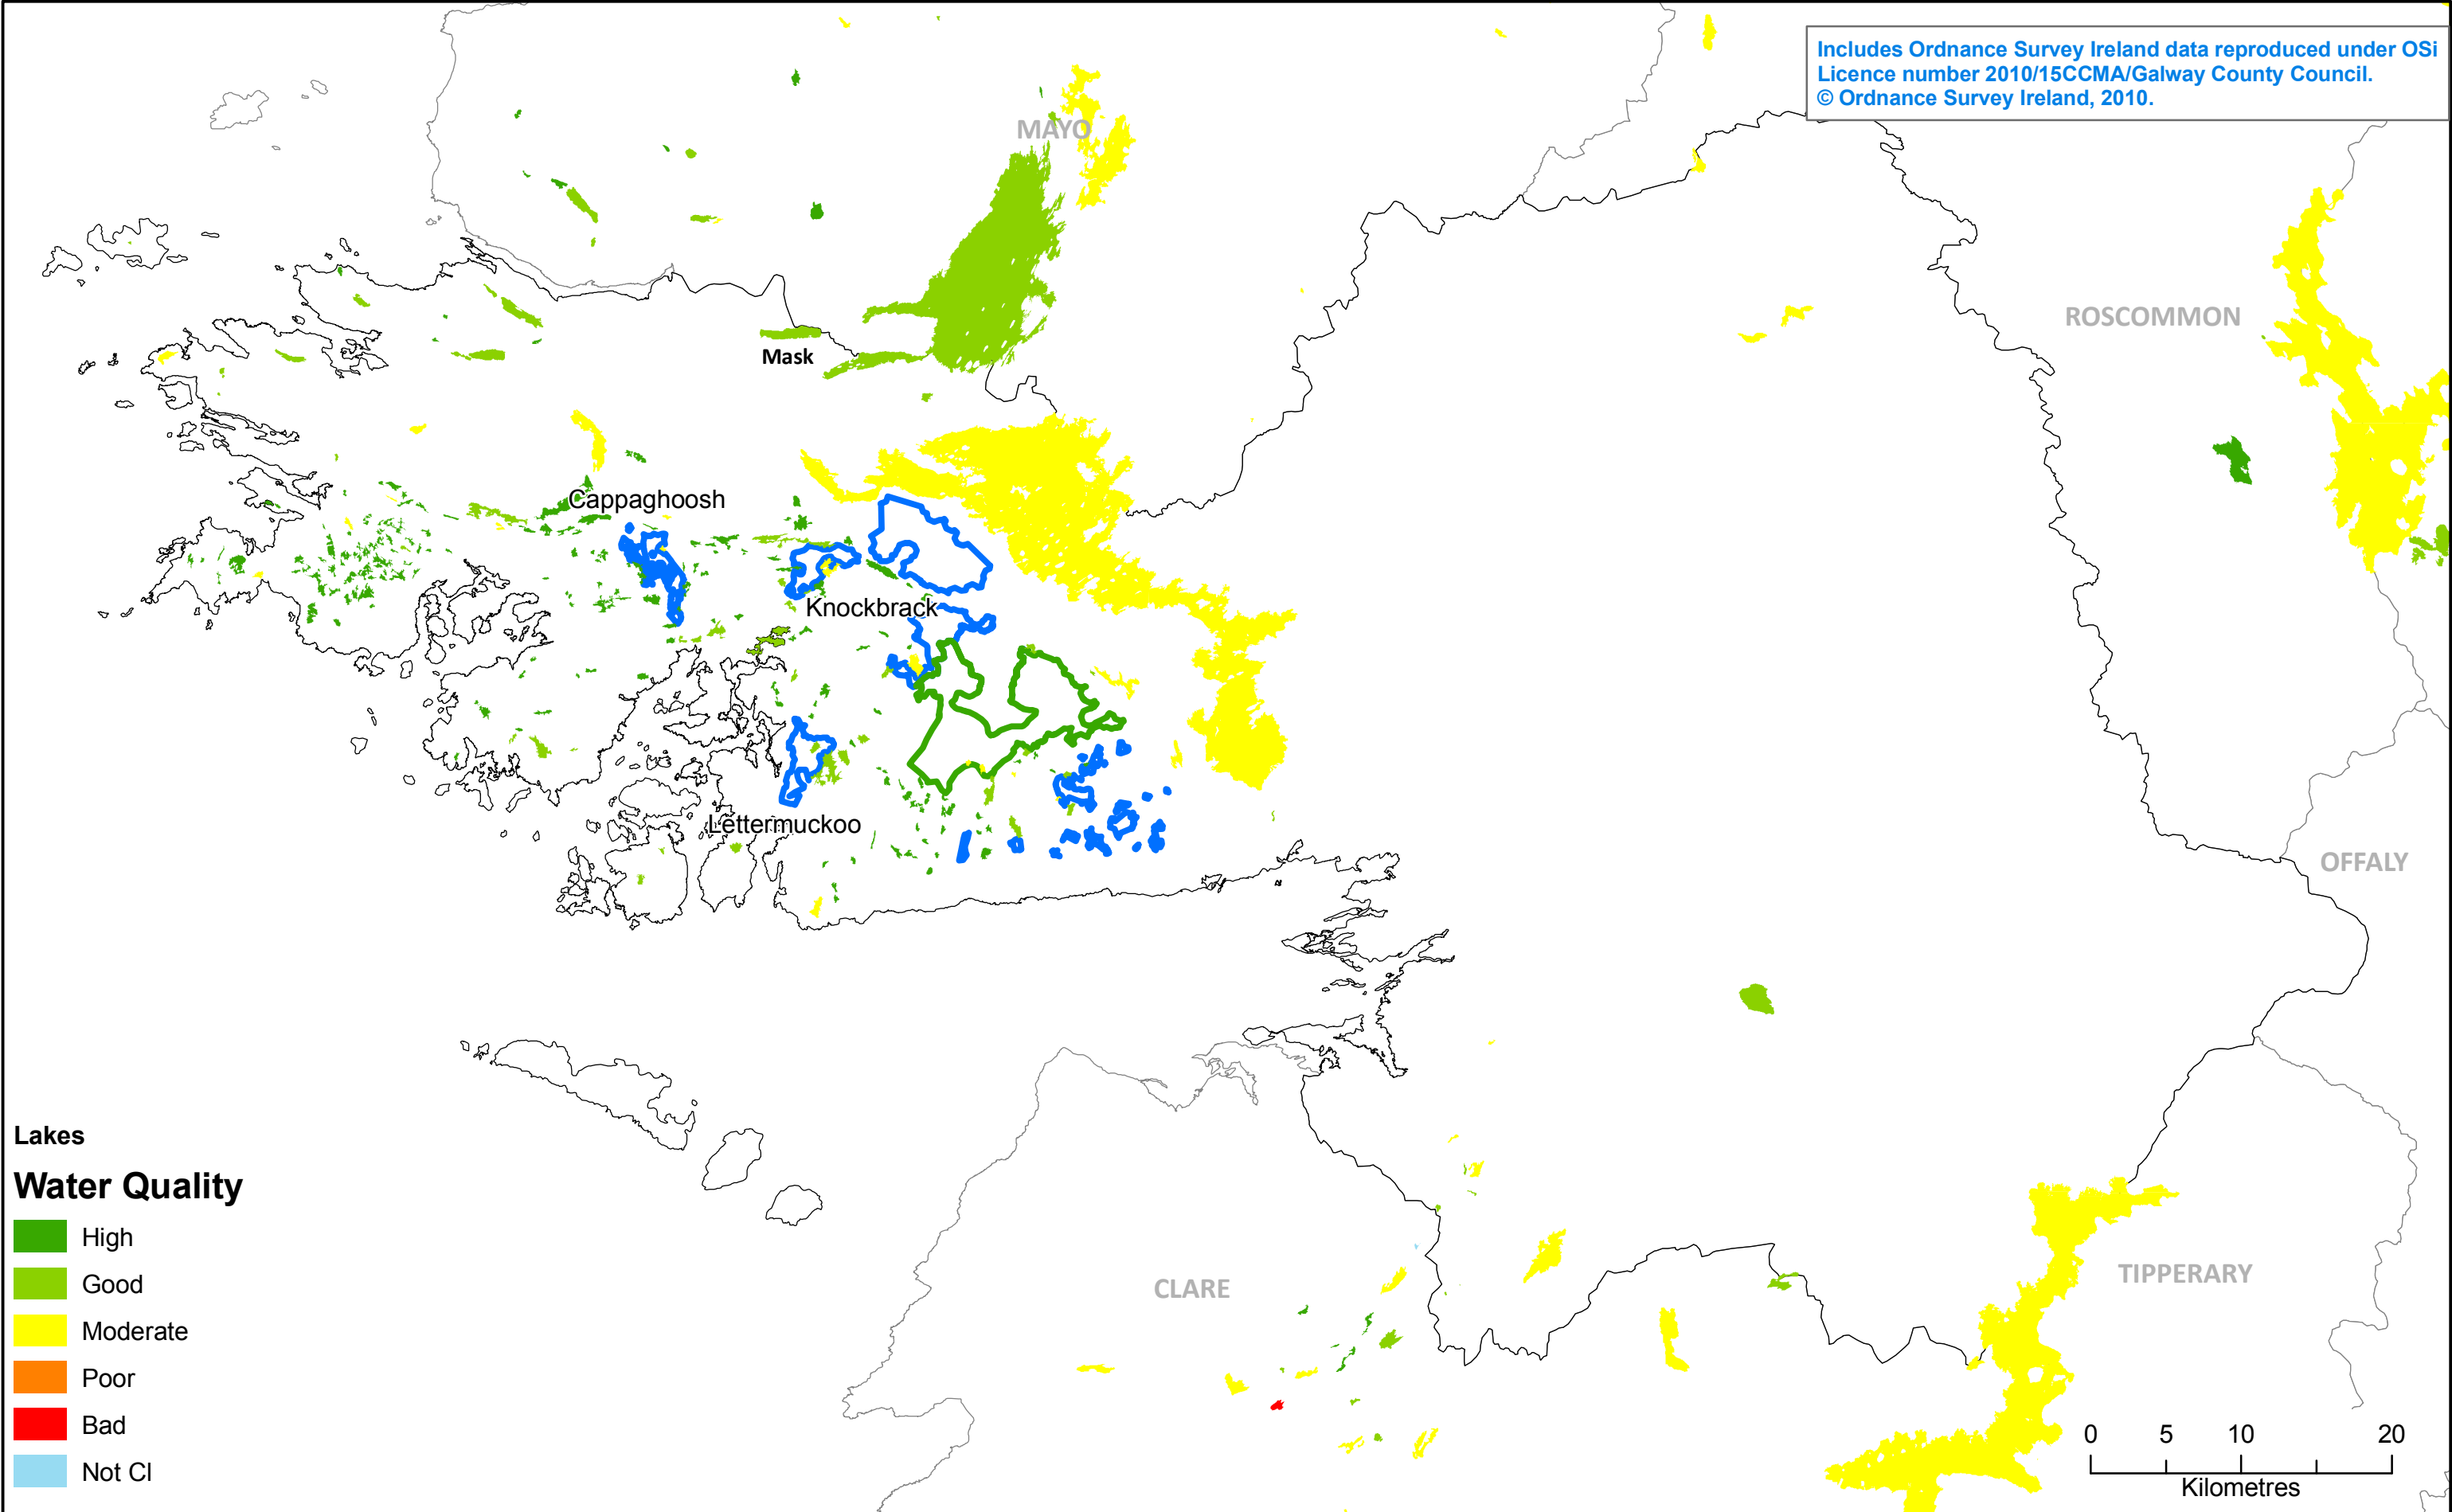 Includes Ordnance Survey Ireland data reproduced under OSi
Licence number 2010/15CCMA/Galway County Council.
© Ordnance Survey Ireland, 2010.
MAYO
ROSCOMMON
Mask
Cappaghoosh
Knockbrack
Lettermuckoo
OFFALY
CLARE
TIPPERARY
Lakes
Water Quality
High
Good
Moderate
Poor
Bad
Not Cl
0 5 10 20
Kilometres